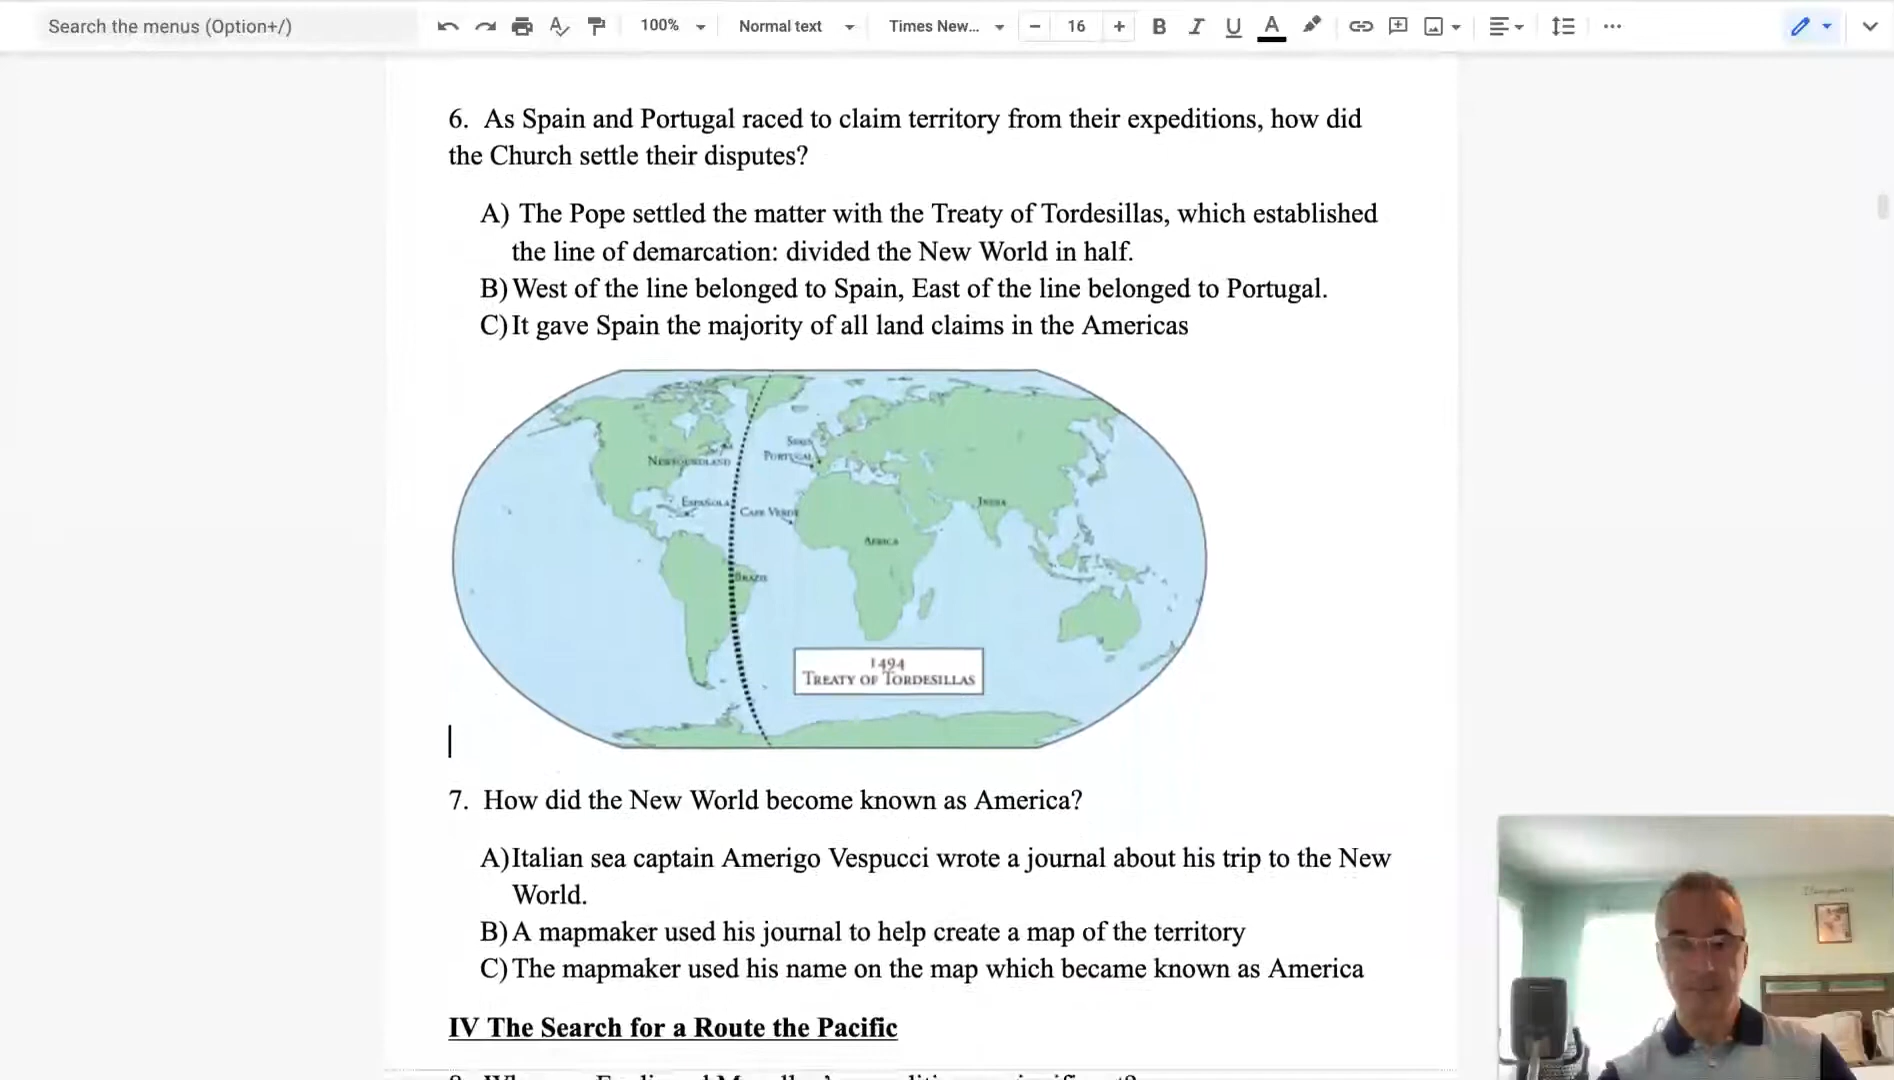 Search the menus (Option+/)
100%
Normal text
Times New...
16
B I U A
6. As Spain and Portugal raced to claim territory from their expeditions, how did
the Church settle their disputes?
A) The Pope settled the matter with the Treaty of Tordesillas, which established
the line of demarcation: divided the New World in half.
B) West of the line belonged to Spain, East of the line belonged to Portugal.
C) It gave Spain the majority of all land claims in the Americas
Spain
Portugal
Newfoundland
Española
Cape Verde
India
Africa
Brazil
1494
Treaty of Tordesillas
7. How did the New World become known as America?
A) Italian sea captain Amerigo Vespucci wrote a journal about his trip to the New
World.
B) A mapmaker used his journal to help create a map of the territory
C) The mapmaker used his name on the map which became known as America
IV The Search for a Route the Pacific